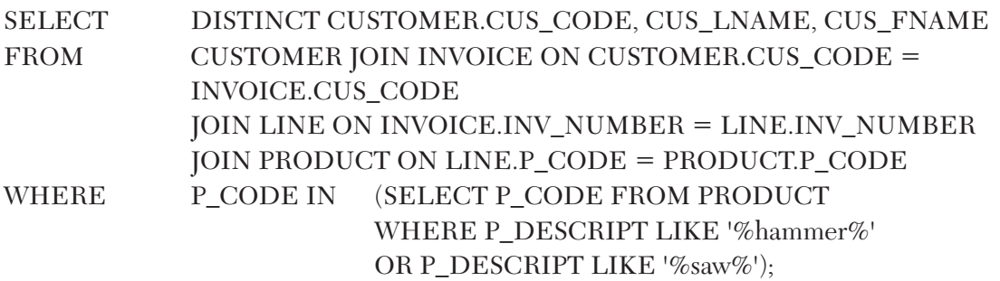 SELECT DISTINCT CUSTOMER.CUS_CODE, CUS_LNAME, CUS_FNAME
FROM CUSTOMER JOIN INVOICE ON CUSTOMER.CUS_CODE =
INVOICE.CUS_CODE
JOIN LINE ON INVOICE.INV_NUMBER = LINE.INV_NUMBER
JOIN PRODUCT ON LINE.P_CODE = PRODUCT.P_CODE
WHERE P_CODE IN (SELECT P_CODE FROM PRODUCT
WHERE P_DESCRIPT LIKE '%hammer%'
OR P_DESCRIPT LIKE '%saw%');